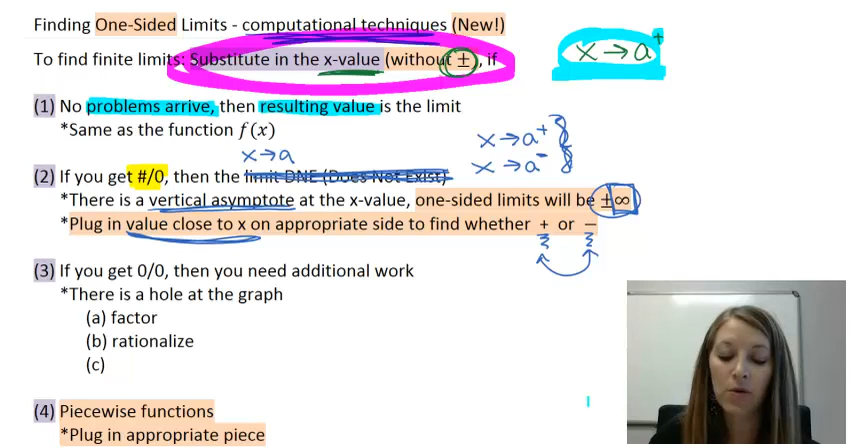 Finding One-Sided Limits - computational techniques (New!)
To find finite limits: Substitute in the x-value (without ±), if
x → a⁺
(1) No problems arrive, then resulting value is the limit
*Same as the function f(x)
x → a⁺
x → a⁻
x → a
(2) If you get #/0, then the limit DNE (Does Not Exist)
*There is a vertical asymptote at the x-value, one-sided limits will be ±∞
*Plug in value close to x on appropriate side to find whether + or −
(3) If you get 0/0, then you need additional work
*There is a hole at the graph
(a) factor
(b) rationalize
(c)
(4) Piecewise functions
*Plug in appropriate piece